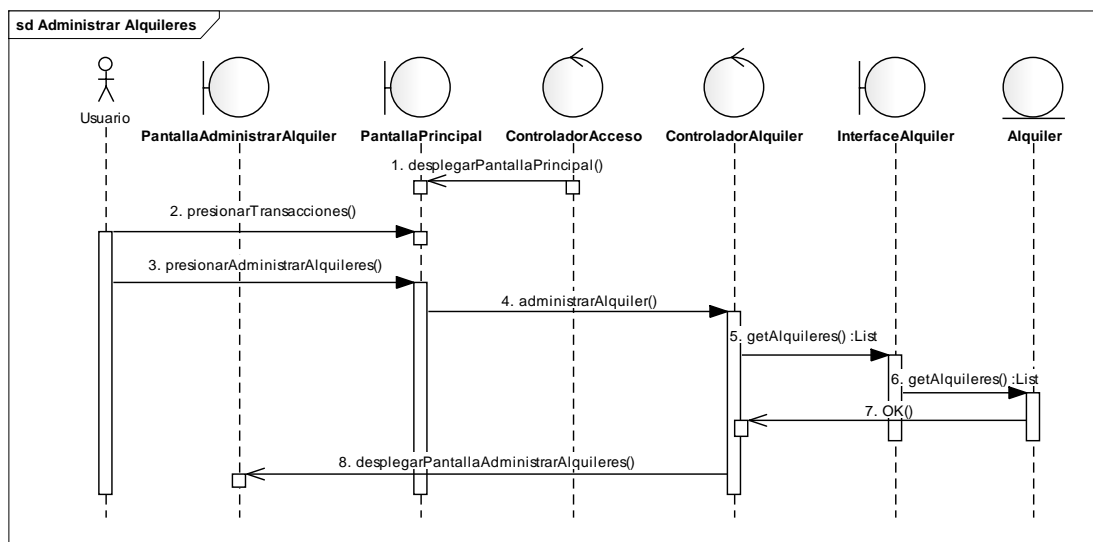 sd Administrar Alquileres
Usuario
PantallaAdministrarAlquiler
PantallaPrincipal
ControladorAcceso
ControladorAlquiler
InterfaceAlquiler
Alquiler
1. desplegarPantallaPrincipal()
2. presionarTransacciones()
3. presionarAdministrarAlquileres()
4. administrarAlquiler()
5. getAlquileres() :List
6. getAlquileres() :List
7. OK()
8. desplegarPantallaAdministrarAlquileres()